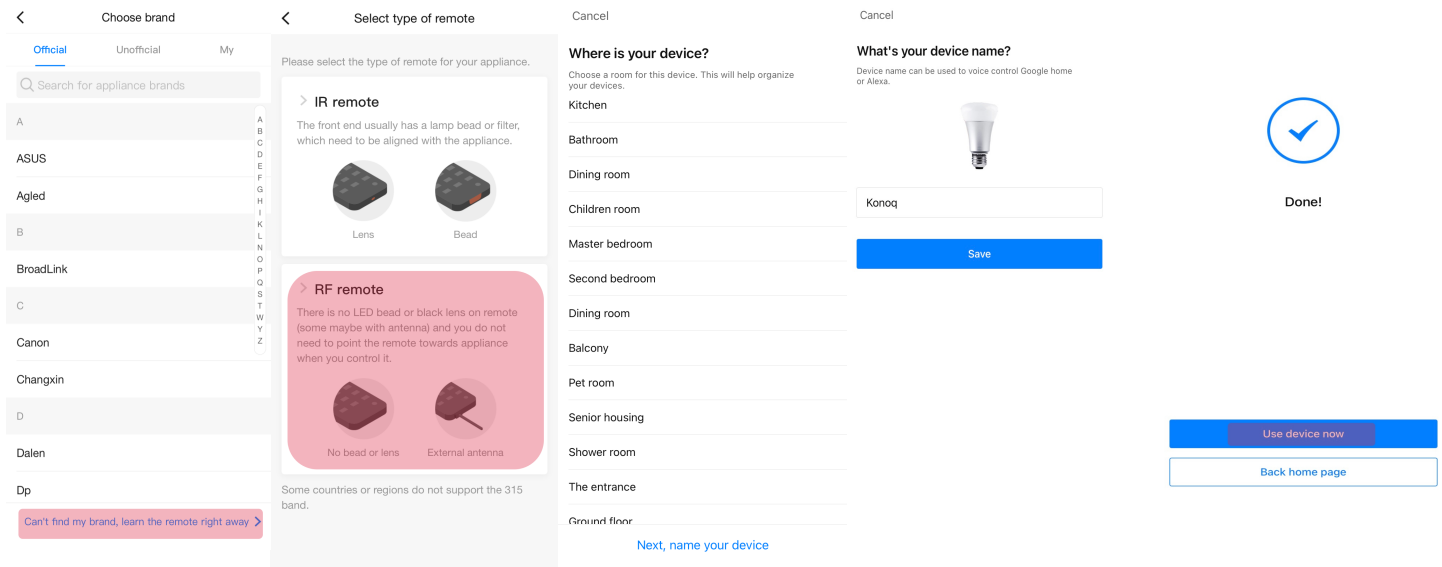 Choose brand
Official
Unofficial
My
Search for appliance brands
A
ASUS
Agled
B
BroadLink
C
Canon
Changxin
D
Dalen
Dp
A
B
C
D
E
F
G
H
I
K
L
N
O
P
Q
S
T
W
Y
Z
Can't find my brand, learn the remote right away
Select type of remote
Please select the type of remote for your appliance.
IR remote
The front end usually has a lamp bead or filter,
which need to be aligned with the appliance.
Lens
Bead
RF remote
There is no LED bead or black lens on remote
(some maybe with antenna) and you do not
need to point the remote towards appliance
when you control it.
No bead or lens
External antenna
Some countries or regions do not support the 315
band.
Cancel
Where is your device?
Choose a room for this device. This will help organize
your devices.
Kitchen
Bathroom
Dining room
Children room
Master bedroom
Second bedroom
Dining room
Balcony
Pet room
Senior housing
Shower room
The entrance
Ground floor
Next, name your device
Cancel
What's your device name?
Device name can be used to voice control Google home
or Alexa.
Konoq
Save
Done!
Use device now
Back home page